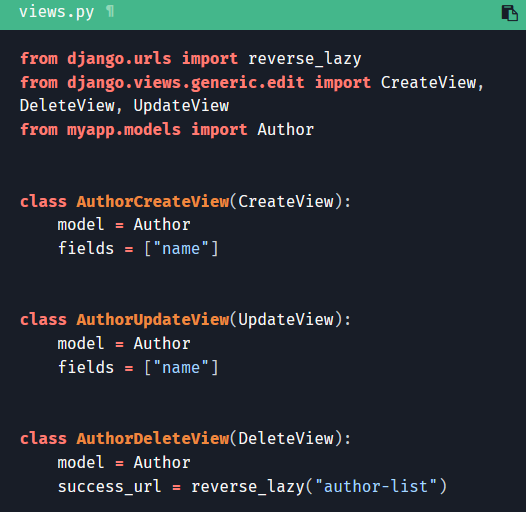 views.py ¶
from django.urls import reverse_lazy
from django.views.generic.edit import CreateView,
DeleteView, UpdateView
from myapp.models import Author
class AuthorCreateView(CreateView):
    model = Author
    fields = ["name"]
class AuthorUpdateView(UpdateView):
    model = Author
    fields = ["name"]
class AuthorDeleteView(DeleteView):
    model = Author
    success_url = reverse_lazy("author-list")